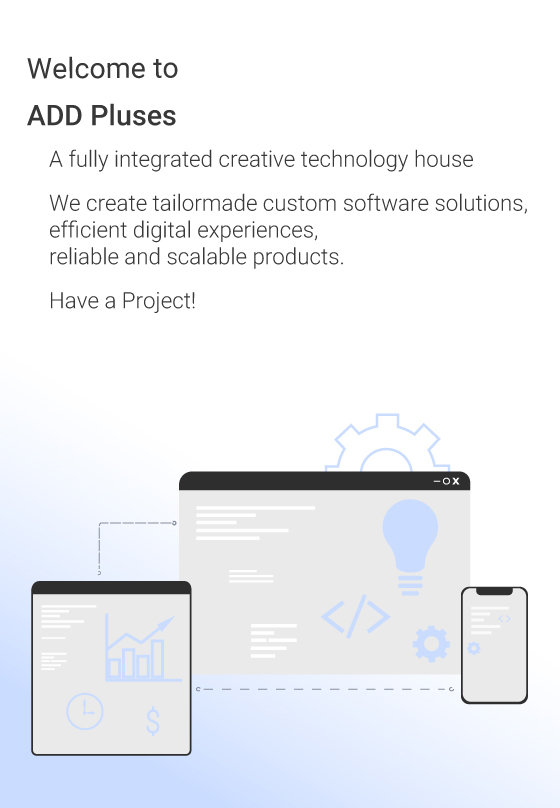 Welcome to
ADD Pluses
A fully integrated creative technology house
We create tailormade custom software solutions,
efficient digital experiences,
reliable and scalable products.
Have a Project!